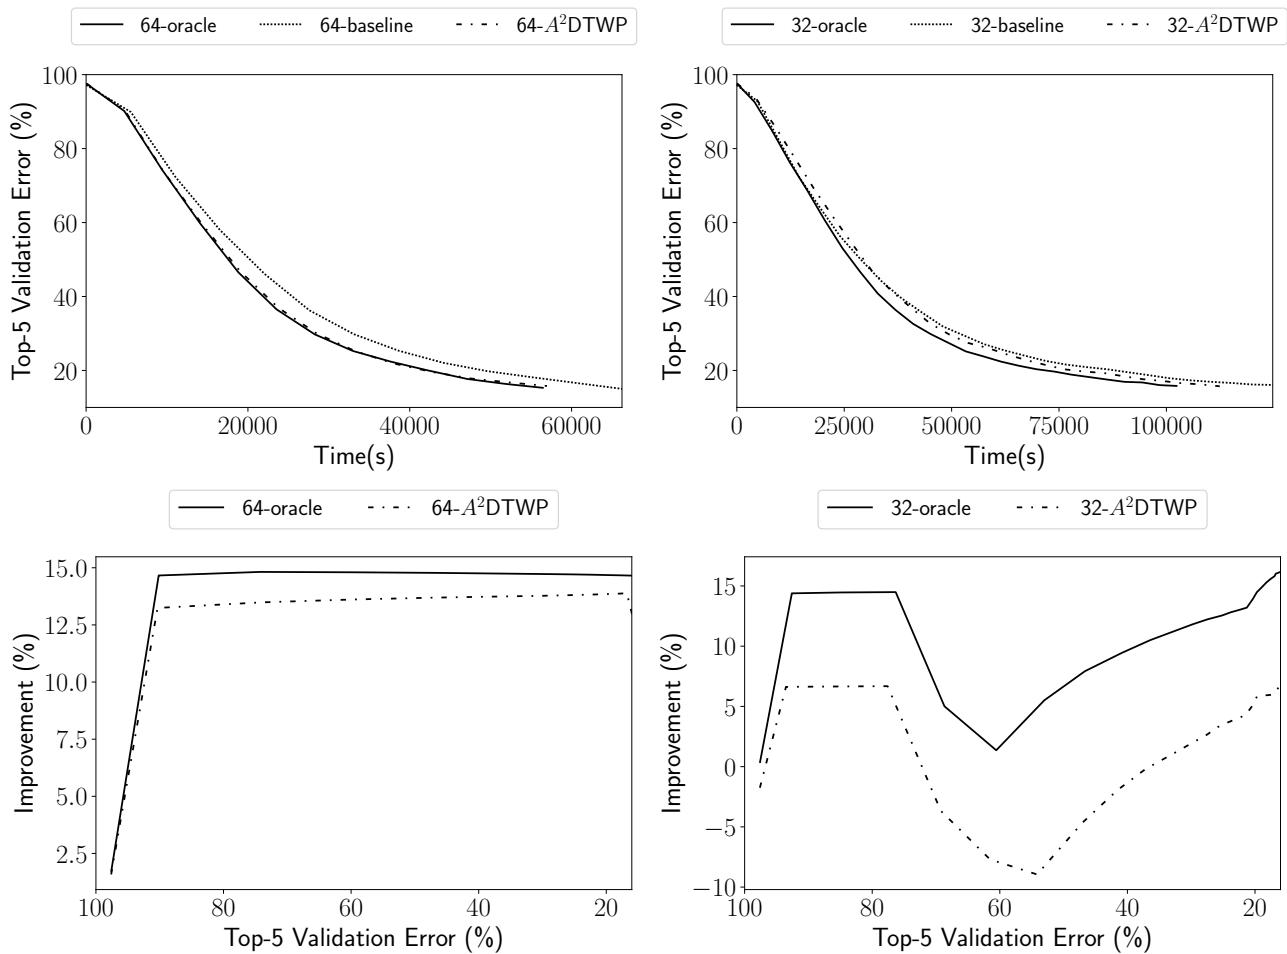 64-oracle 64-baseline 64-A²DTWP
32-oracle 32-baseline 32-A²DTWP
Top-5 Validation Error (%)
100
80
60
40
20
0 20000 40000 60000
Time(s)
Top-5 Validation Error (%)
100
80
60
40
20
0 25000 50000 75000 100000
Time(s)
64-oracle 64-A²DTWP
32-oracle 32-A²DTWP
Improvement (%)
15.0
12.5
10.0
7.5
5.0
2.5
100 80 60 40 20
Top-5 Validation Error (%)
Improvement (%)
15
10
5
0
−5
−10
100 80 60 40 20
Top-5 Validation Error (%)